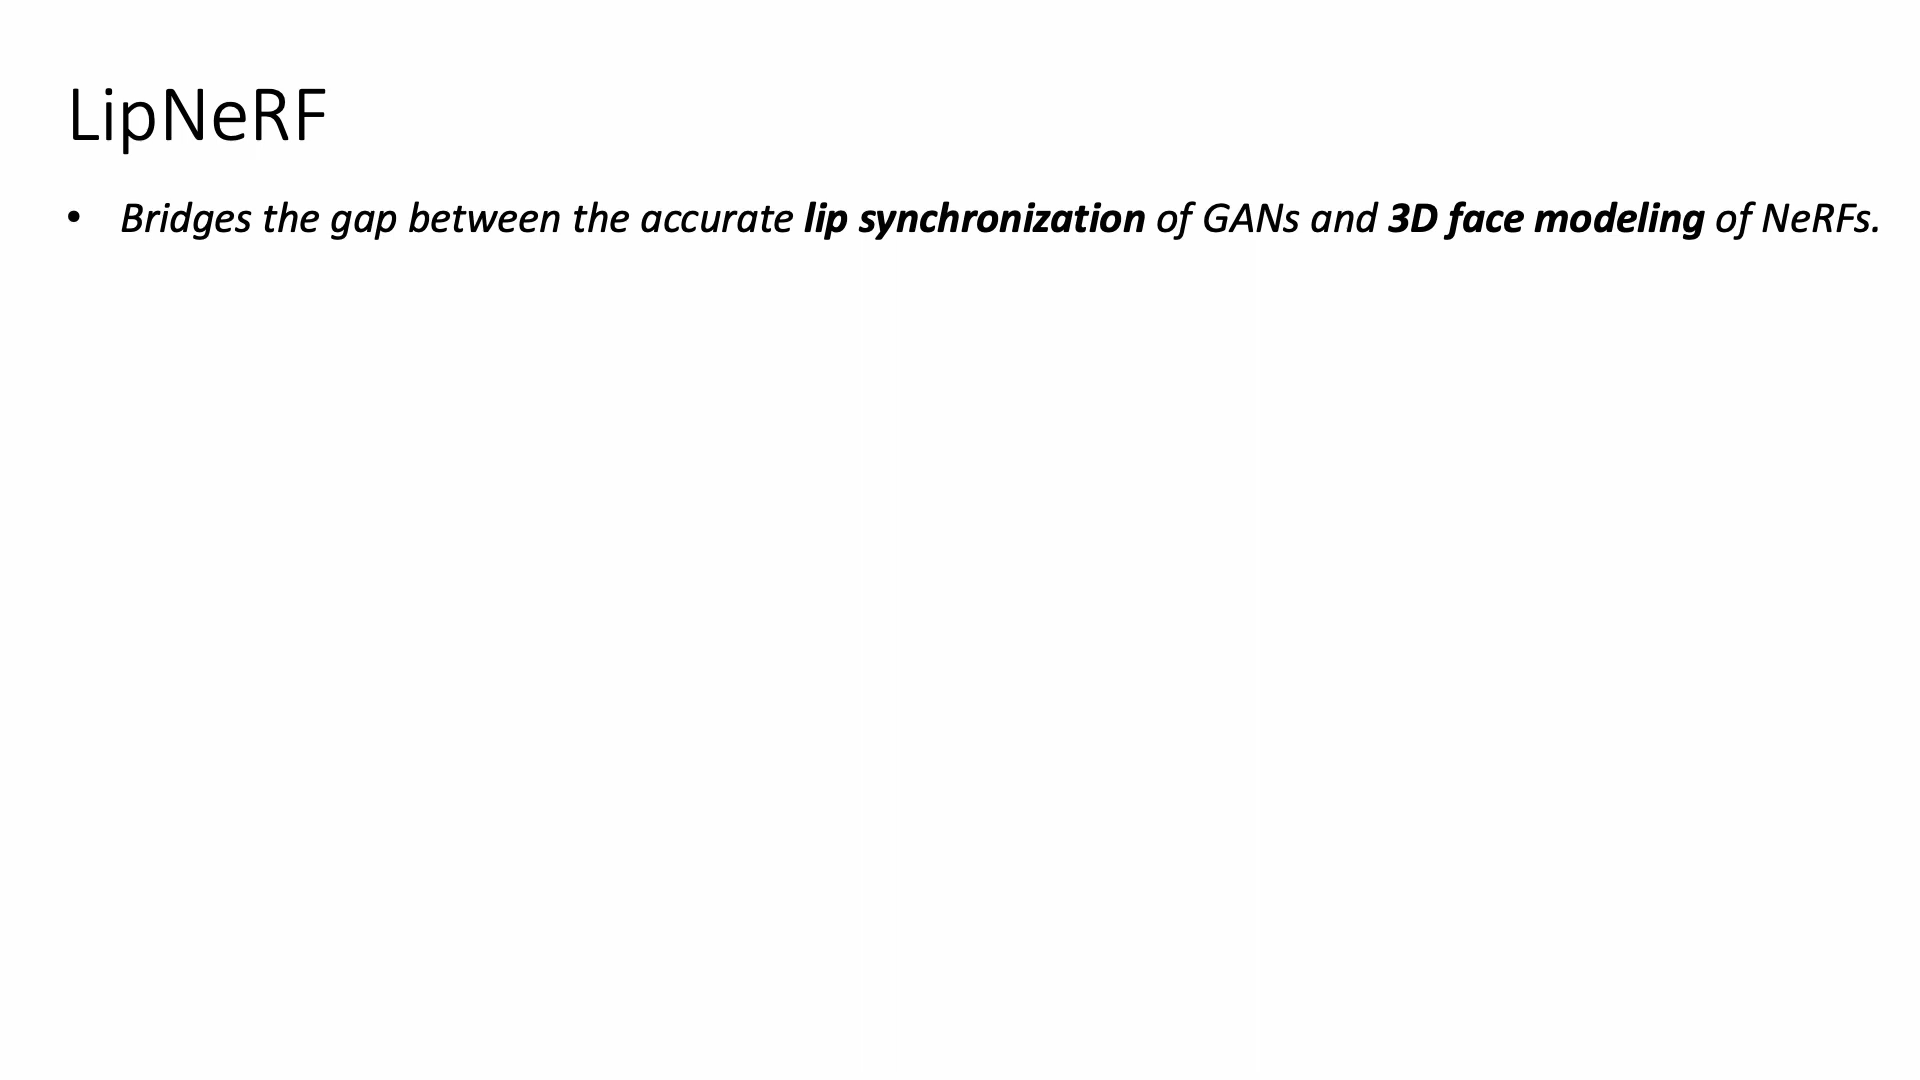 LipNeRF
• Bridges the gap between the accurate lip synchronization of GANs and 3D face modeling of NeRFs.